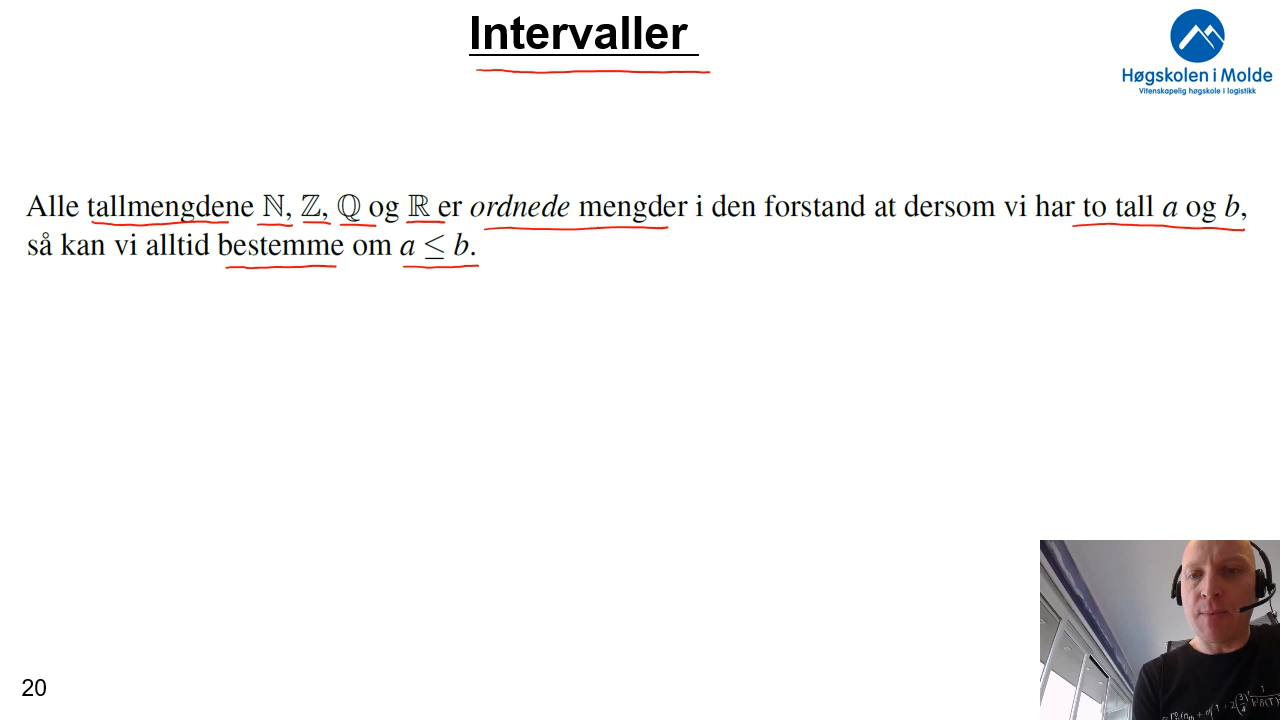 Intervaller
Høgskolen i Molde
Vitenskapelig høgskole i logistikk
Alle tallmengdene ℕ, ℤ, ℚ og ℝ er ordnede mengder i den forstand at dersom vi har to tall a og b,
så kan vi alltid bestemme om a ≤ b.
20